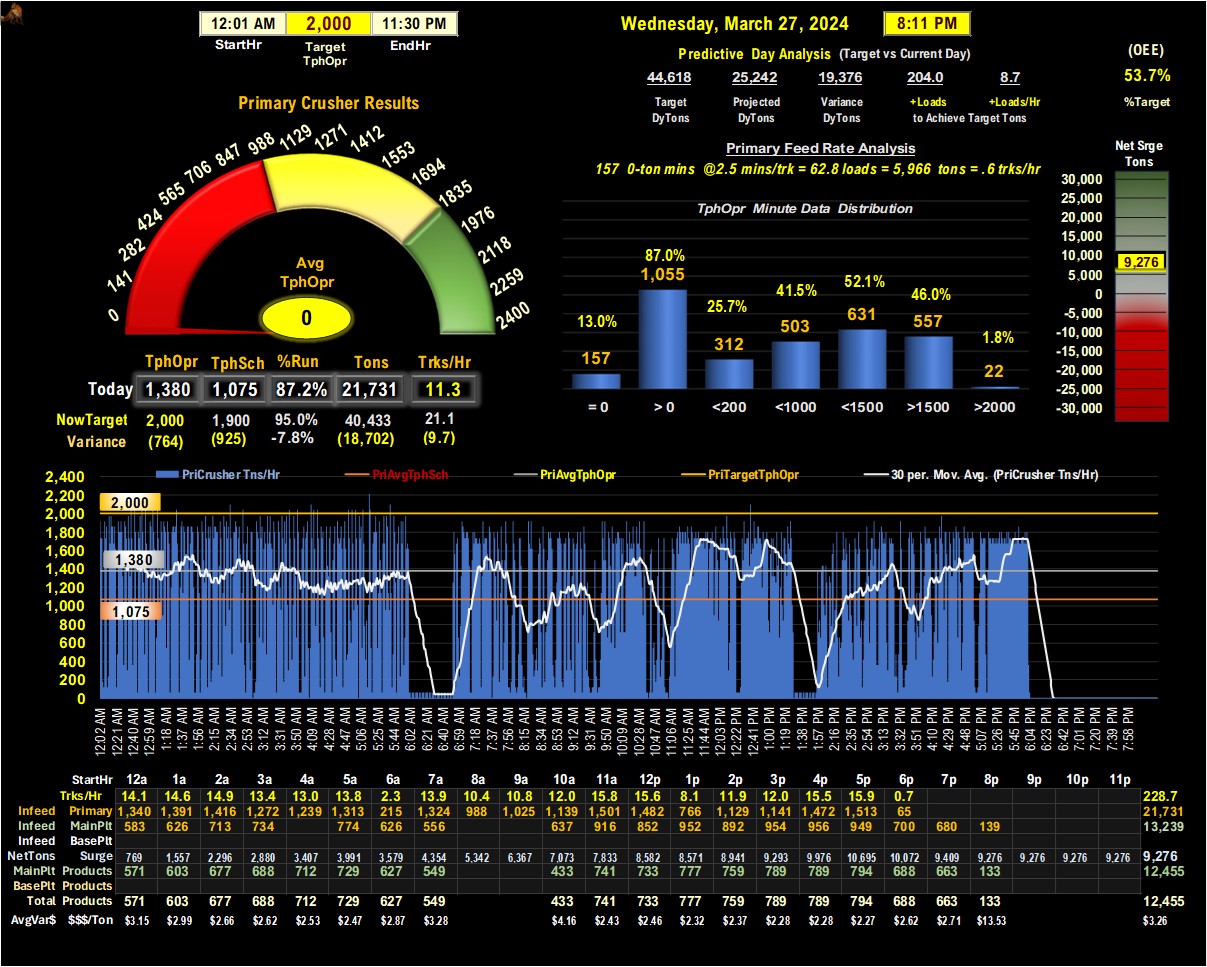 12:01 AM 2,000 11:30 PM
StartHr Target TphOpr EndHr
Wednesday, March 27, 2024 8:11 PM
Predictive Day Analysis (Target vs Current Day)
44,618 25,242 19,376 204.0 8.7
Target DyTons Projected DyTons Variance DyTons +Loads +Loads/Hr
to Achieve Target Tons
(OEE)
53.7%
%Target
Primary Crusher Results
0 141 282 424 565 706 847 988 1129 1271 1412 1553 1694 1835 1976 2118 2259 2400
Avg
TphOpr
0
TphOpr TphSch %Run Tons Trks/Hr
Today 1,380 1,075 87.2% 21,731 11.3
NowTarget 2,000 1,900 95.0% 40,433 21.1
Variance (764) (925) -7.8% (18,702) (9.7)
Primary Feed Rate Analysis
157 0-ton mins @2.5 mins/trk = 62.8 loads = 5,966 tons = .6 trks/hr
TphOpr Minute Data Distribution
13.0% 87.0% 25.7% 41.5% 52.1% 46.0% 1.8%
157 1,055 312 503 631 557 22
= 0 > 0 <200 <1000 <1500 >1500 >2000
Net Srge
Tons
30,000
25,000
20,000
15,000
10,000
9,276
5,000
0
-5,000
-10,000
-15,000
-20,000
-25,000
-30,000
PriCrusher Tns/Hr PriAvgTphSch PriAvgTphOpr PriTargetTphOpr 30 per. Mov. Avg. (PriCrusher Tns/Hr)
2,400
2,200
2,000
1,800
1,600
1,400
1,200
1,000
800
600
400
200
0
2,000
1,380
1,075
12:02 AM 12:21 AM 12:40 AM 12:59 AM 1:18 AM 1:37 AM 1:56 AM 2:15 AM 2:34 AM 2:53 AM 3:12 AM 3:31 AM 3:50 AM 4:09 AM 4:28 AM 4:47 AM 5:06 AM 5:25 AM 5:44 AM 6:02 AM 6:21 AM 6:40 AM 6:59 AM 7:18 AM 7:37 AM 7:56 AM 8:15 AM 8:34 AM 8:53 AM 9:12 AM 9:31 AM 9:50 AM 10:09 AM 10:28 AM 10:47 AM 11:06 AM 11:25 AM 11:44 AM 12:03 PM 12:22 PM 12:41 PM 1:00 PM 1:19 PM 1:38 PM 1:57 PM 2:16 PM 2:35 PM 2:54 PM 3:13 PM 3:32 PM 3:51 PM 4:10 PM 4:29 PM 4:48 PM 5:07 PM 5:26 PM 5:45 PM 6:04 PM 6:23 PM 6:42 PM 7:01 PM 7:20 PM 7:39 PM 7:58 PM
StartHr 12a 1a 2a 3a 4a 5a 6a 7a 8a 9a 10a 11a 12p 1p 2p 3p 4p 5p 6p 7p 8p 9p 10p 11p
Trks/Hr 14.1 14.6 14.9 13.4 13.0 13.8 2.3 13.9 10.4 10.8 12.0 15.8 15.6 8.1 11.9 12.0 15.5 15.9 0.7 228.7
Infeed Primary 1,340 1,391 1,416 1,272 1,239 1,313 215 1,324 988 1,025 1,139 1,501 1,482 766 1,129 1,141 1,472 1,513 65 21,731
Infeed MainPlt 583 626 713 734 774 626 556 637 916 852 952 892 954 956 949 700 680 139 13,239
Infeed BasePlt
NetTons Surge 769 1,557 2,296 2,880 3,407 3,991 3,579 4,354 5,342 6,367 7,073 7,833 8,582 8,571 8,941 9,293 9,976 10,695 10,072 9,409 9,276 9,276 9,276 9,276 9,276
MainPlt Products 571 603 677 688 712 729 627 549 433 741 733 777 759 789 789 794 688 663 133 12,455
BasePlt Products
Total Products 571 603 677 688 712 729 627 549 433 741 733 777 759 789 789 794 688 663 133 12,455
AvgVar$ $$$/Ton $3.15 $2.99 $2.66 $2.62 $2.53 $2.47 $2.87 $3.28 $4.16 $2.43 $2.46 $2.32 $2.37 $2.28 $2.28 $2.27 $2.62 $2.71 $13.53 $3.26